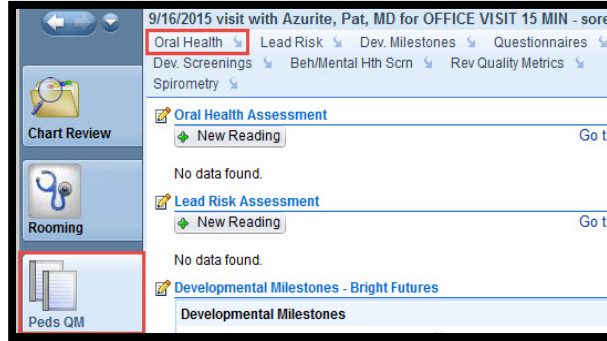 9/16/2015 visit with Azurite, Pat, MD for OFFICE VISIT 15 MIN - sore
Oral Health Lead Risk Dev. Milestones Questionnaires
Dev. Screenings Beh/Mental Hth Scrn Rev Quality Metrics
Spirometry
Chart Review
Rooming
Peds QM
Oral Health Assessment
New Reading Go t
No data found.
Lead Risk Assessment
New Reading Go t
No data found.
Developmental Milestones - Bright Futures
Developmental Milestones